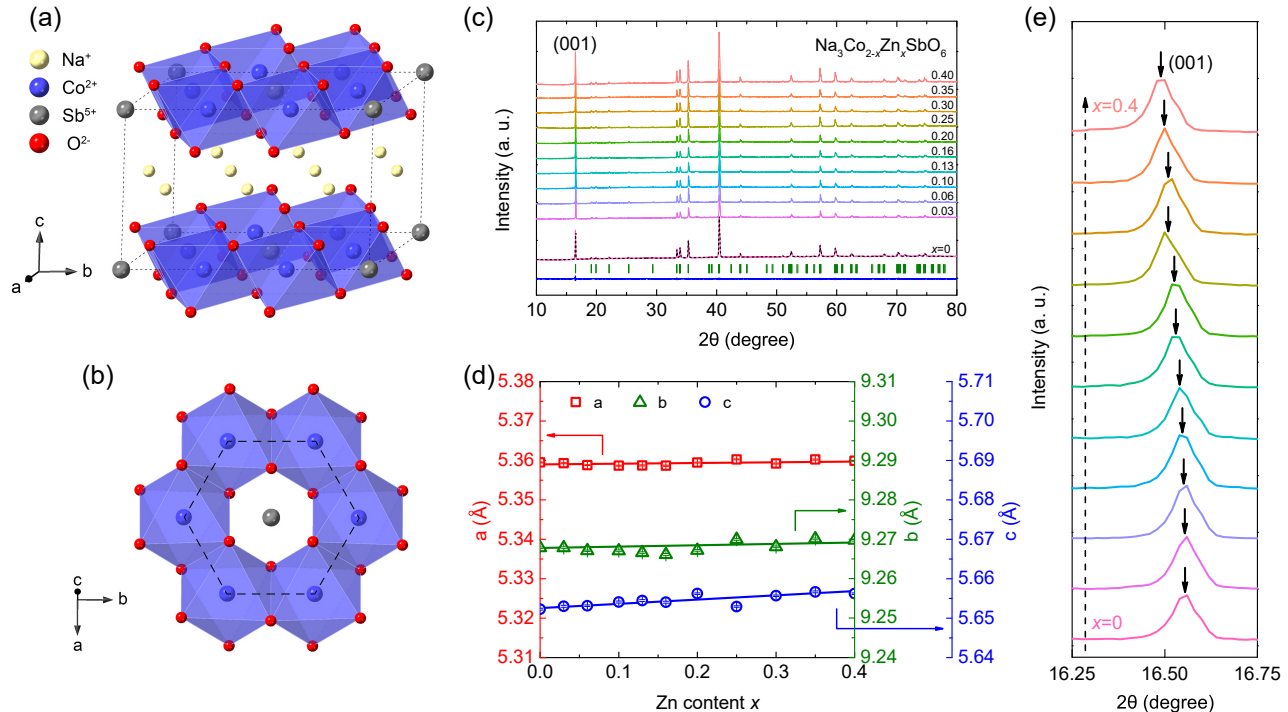 (a)
Na⁺
Co²⁺
Sb⁵⁺
O²⁻
c
b
a
(b)
c
b
a
(c)
(001)
Na₃Co₂₋ₓZnₓSbO₆
0.40
0.35
0.30
0.25
0.20
0.16
0.13
0.10
0.06
0.03
x=0
Intensity (a. u.)
10 20 30 40 50 60 70 80
2θ (degree)
(d)
a b c
5.38
5.37
5.36
5.35
5.34
5.33
5.32
5.31
a (Å)
9.31
9.30
9.29
9.28
9.27
9.26
9.25
9.24
b (Å)
5.71
5.70
5.69
5.68
5.67
5.66
5.65
5.64
c (Å)
0.0 0.1 0.2 0.3 0.4
Zn content x
(e)
(001)
x=0.4
x=0
Intensity (a. u.)
16.25 16.50 16.75
2θ (degree)